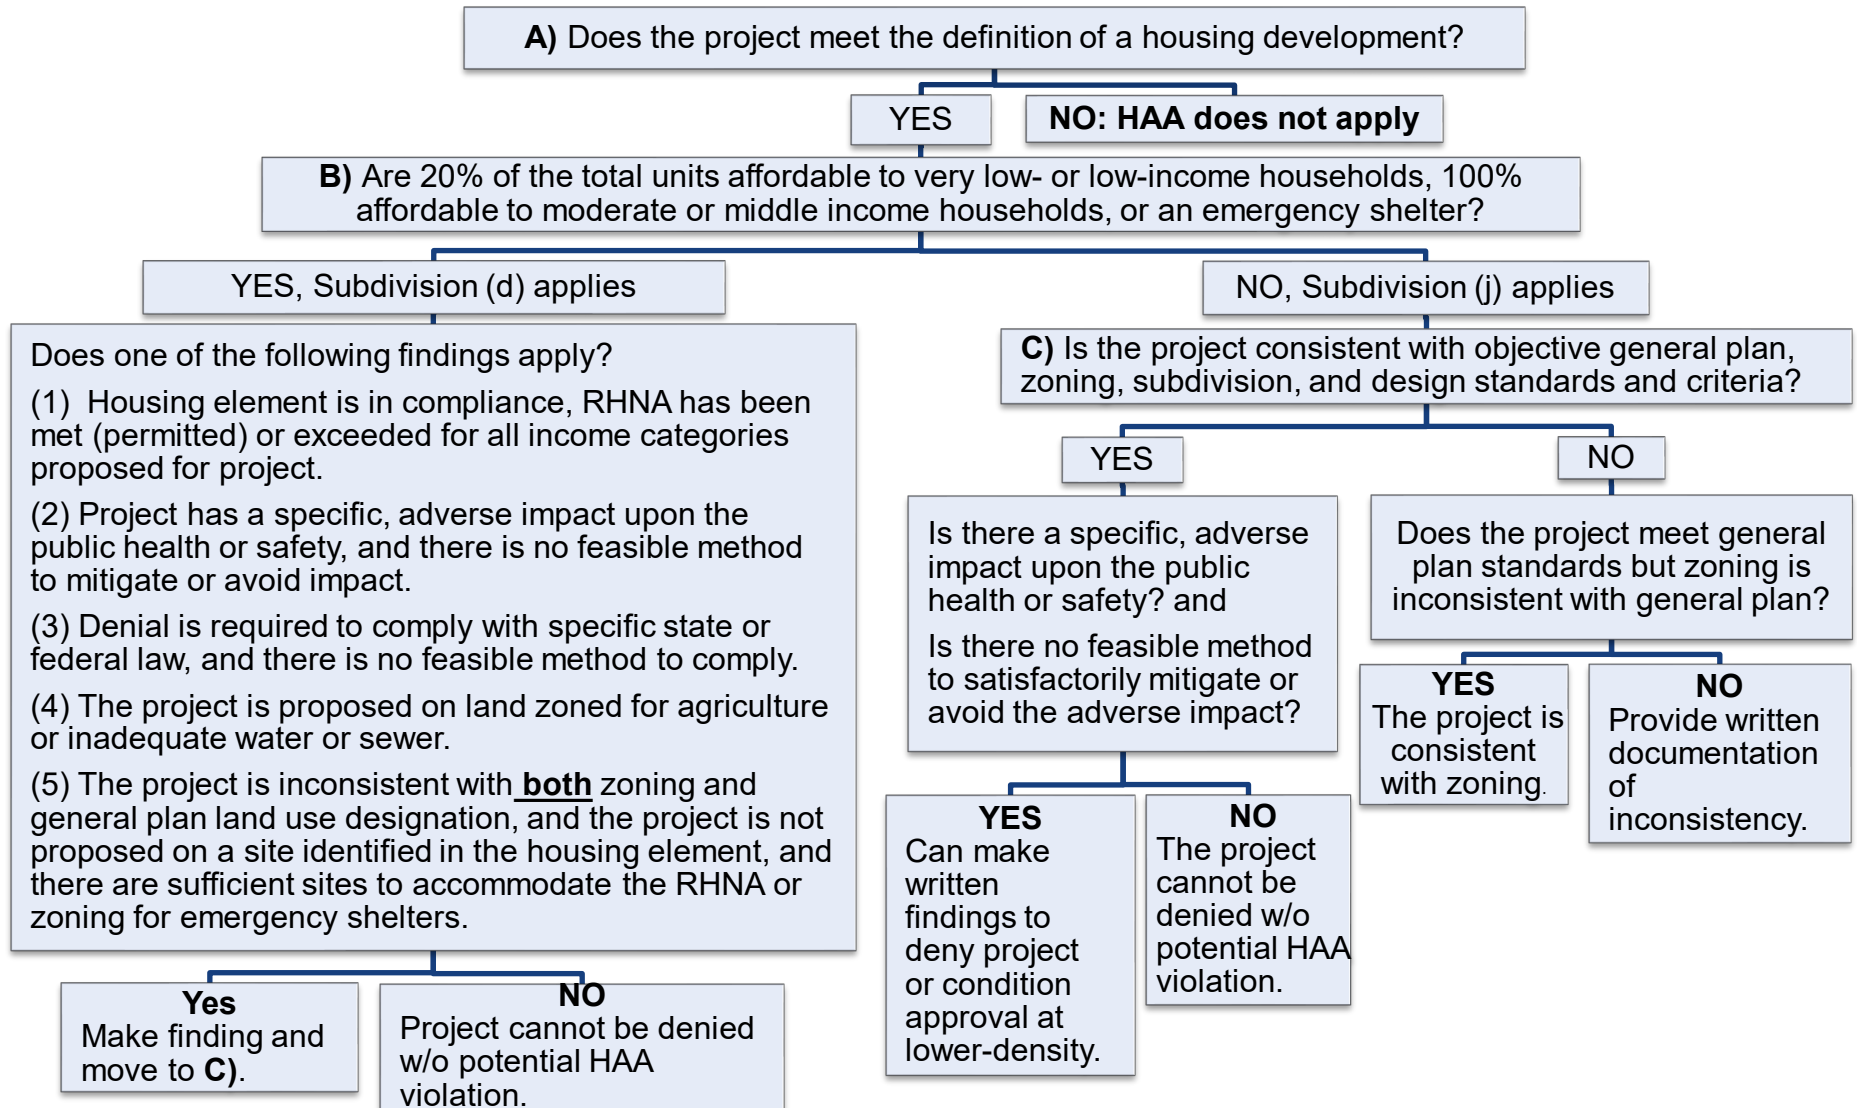 A) Does the project meet the definition of a housing development?
YES
NO: HAA does not apply
B) Are 20% of the total units affordable to very low- or low-income households, 100%
affordable to moderate or middle income households, or an emergency shelter?
YES, Subdivision (d) applies
NO, Subdivision (j) applies
Does one of the following findings apply?
(1) Housing element is in compliance, RHNA has been
met (permitted) or exceeded for all income categories
proposed for project.
(2) Project has a specific, adverse impact upon the
public health or safety, and there is no feasible method
to mitigate or avoid impact.
(3) Denial is required to comply with specific state or
federal law, and there is no feasible method to comply.
(4) The project is proposed on land zoned for agriculture
or inadequate water or sewer.
(5) The project is inconsistent with both zoning and
general plan land use designation, and the project is not
proposed on a site identified in the housing element, and
there are sufficient sites to accommodate the RHNA or
zoning for emergency shelters.
Yes
Make finding and
move to C).
NO
Project cannot be denied
w/o potential HAA
violation.
C) Is the project consistent with objective general plan,
zoning, subdivision, and design standards and criteria?
YES
NO
Is there a specific, adverse
impact upon the public
health or safety? and
Is there no feasible method
to satisfactorily mitigate or
avoid the adverse impact?
YES
Can make
written
findings to
deny project
or condition
approval at
lower-density.
NO
The project
cannot be
denied w/o
potential HAA
violation.
Does the project meet general
plan standards but zoning is
inconsistent with general plan?
YES
The project is
consistent
with zoning.
NO
Provide written
documentation
of
inconsistency.